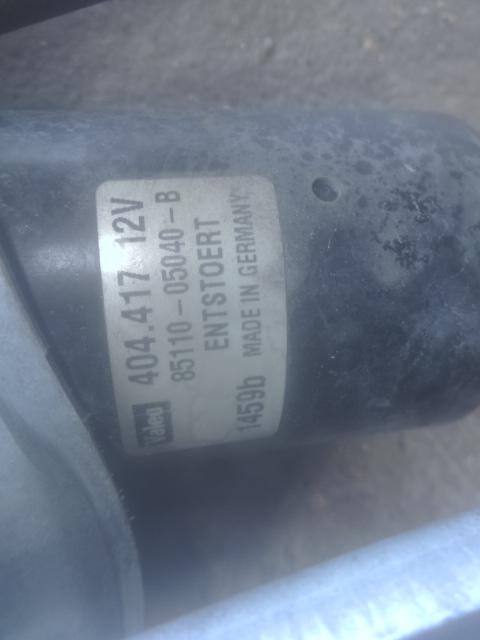 Valeo 404.417 12V
85110-05040-B
ENTSTOERT
1459b MADE IN GERMANY